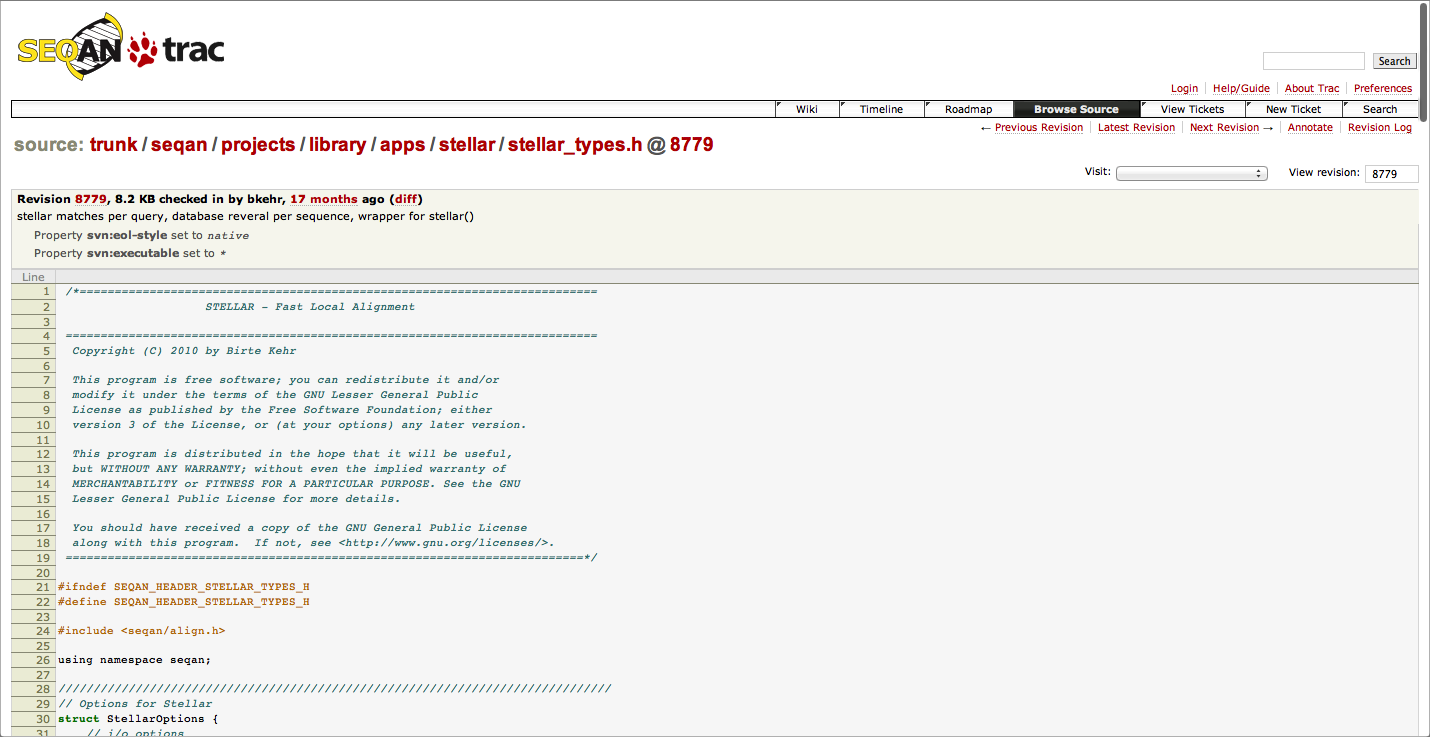 SEQAN trac
Search
Login Help/Guide About Trac Preferences
Wiki Timeline Roadmap Browse Source View Tickets New Ticket Search
← Previous Revision Latest Revision Next Revision → Annotate Revision Log
source: trunk / seqan / projects / library / apps / stellar / stellar_types.h @ 8779
Visit: View revision: 8779
Revision 8779, 8.2 KB checked in by bkehr, 17 months ago (diff)
stellar matches per query, database reveral per sequence, wrapper for stellar()
Property svn:eol-style set to native
Property svn:executable set to *
Line
1 /*==========================================================================
2 STELLAR - Fast Local Alignment
3
4 ============================================================================
5 Copyright (C) 2010 by Birte Kehr
6
7 This program is free software; you can redistribute it and/or
8 modify it under the terms of the GNU Lesser General Public
9 License as published by the Free Software Foundation; either
10 version 3 of the License, or (at your options) any later version.
11
12 This program is distributed in the hope that it will be useful,
13 but WITHOUT ANY WARRANTY; without even the implied warranty of
14 MERCHANTABILITY or FITNESS FOR A PARTICULAR PURPOSE. See the GNU
15 Lesser General Public License for more details.
16
17 You should have received a copy of the GNU General Public License
18 along with this program.  If not, see <http://www.gnu.org/licenses/>.
19 ==========================================================================*/
20
21 #ifndef SEQAN_HEADER_STELLAR_TYPES_H
22 #define SEQAN_HEADER_STELLAR_TYPES_H
23
24 #include <seqan/align.h>
25
26 using namespace seqan;
27
28 ///////////////////////////////////////////////////////////////////////////////
29 // Options for Stellar
30 struct StellarOptions {
31 // i/o options